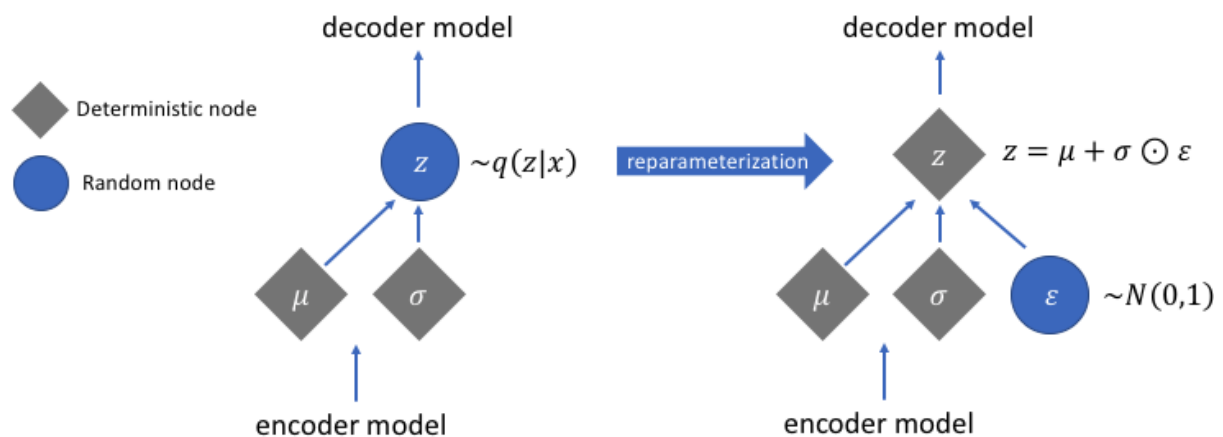 decoder model
decoder model
Deterministic node
Random node
z
~q(z|x)
reparameterization
z
z = μ + σ ⊙ ε
μ
σ
μ
σ
ε
~N(0,1)
encoder model
encoder model